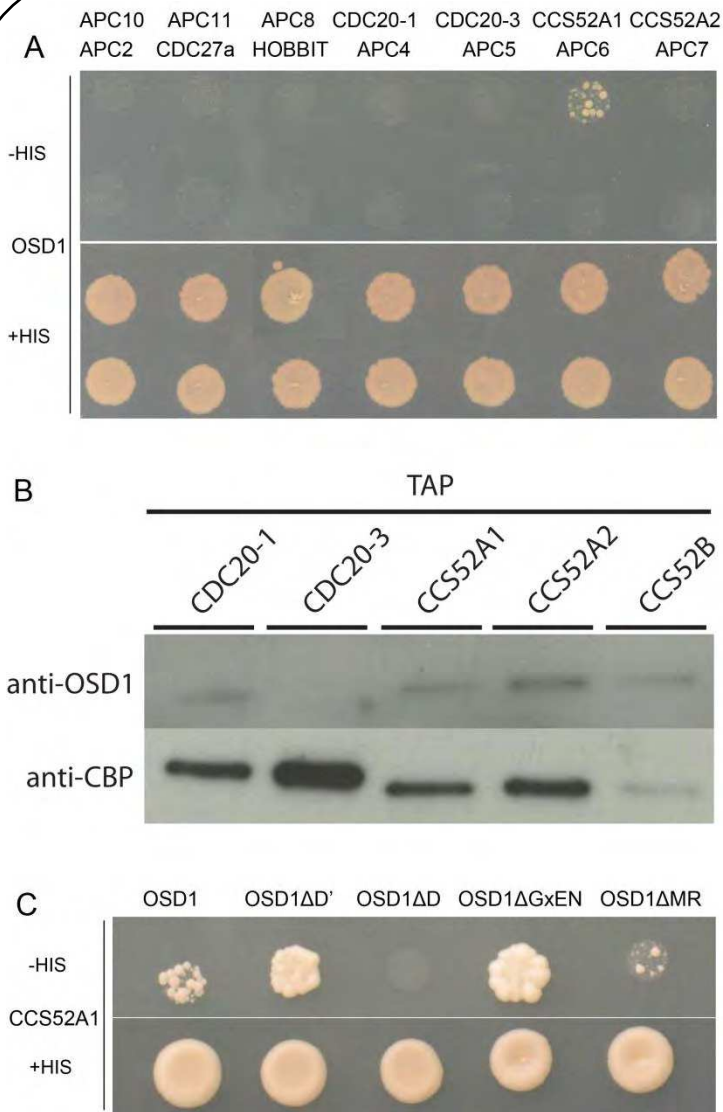 APC10 APC11 APC8 CDC20-1 CDC20-3 CCS52A1 CCS52A2
A APC2 CDC27a HOBBIT APC4 APC5 APC6 APC7
-HIS
OSD1
+HIS
B
TAP
CDC20-1 CDC20-3 CCS52A1 CCS52A2 CCS52B
anti-OSD1
anti-CBP
C OSD1 OSD1ΔD' OSD1ΔD OSD1ΔGxEN OSD1ΔMR
-HIS
CCS52A1
+HIS